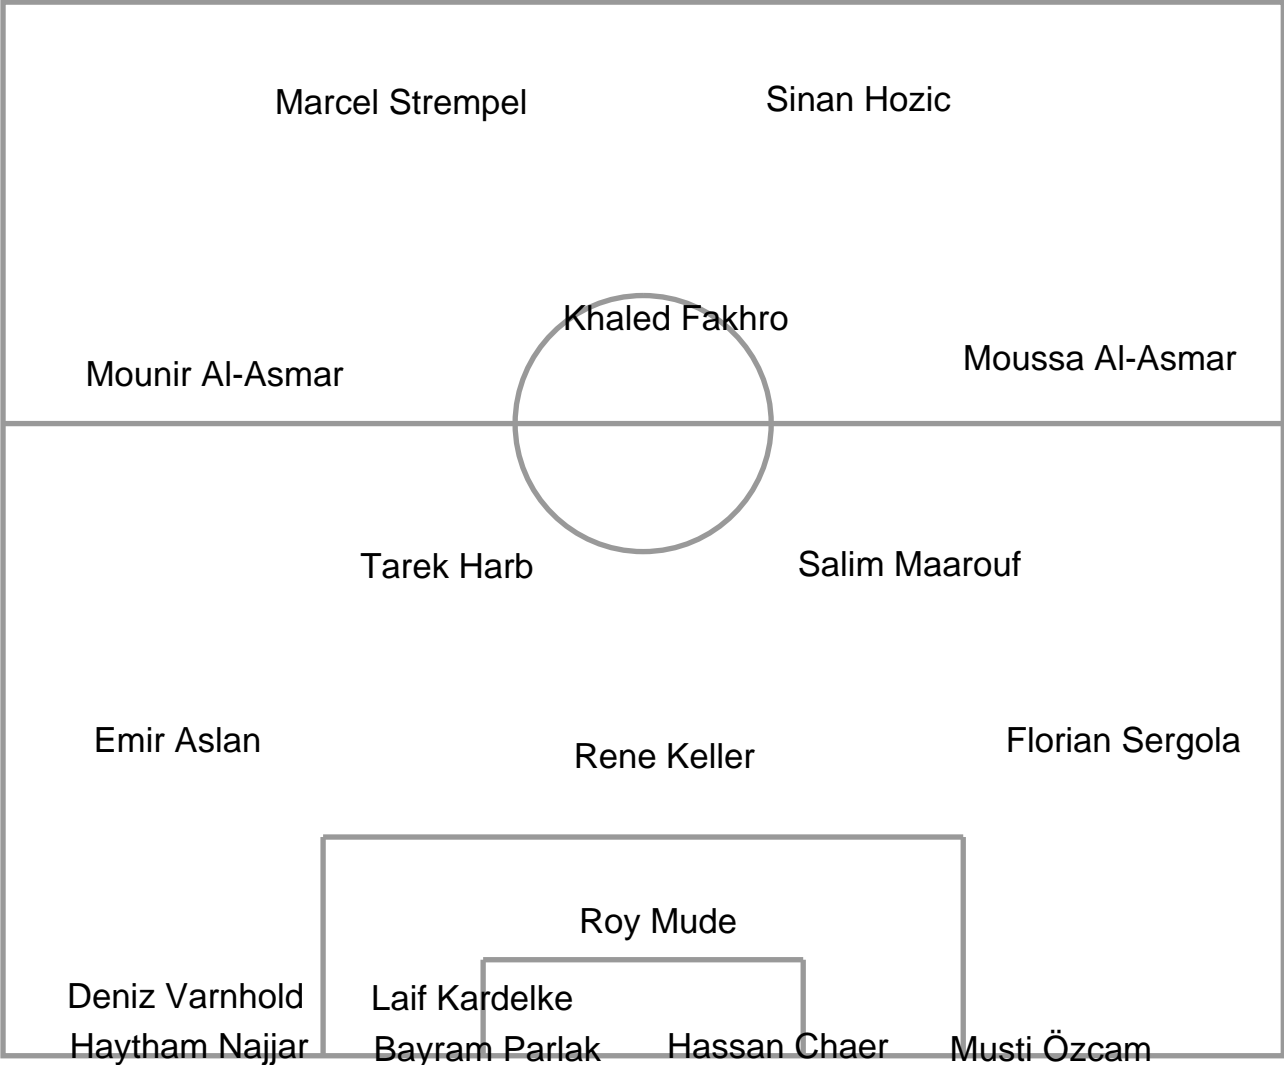 Marcel Strempel
Sinan Hozic
Khaled Fakhro
Mounir Al-Asmar
Moussa Al-Asmar
Tarek Harb
Salim Maarouf
Emir Aslan
Rene Keller
Florian Sergola
Roy Mude
Deniz Varnhold
Laif Kardelke
Haytham Najjar
Bayram Parlak
Hassan Chaer
Musti Özcam